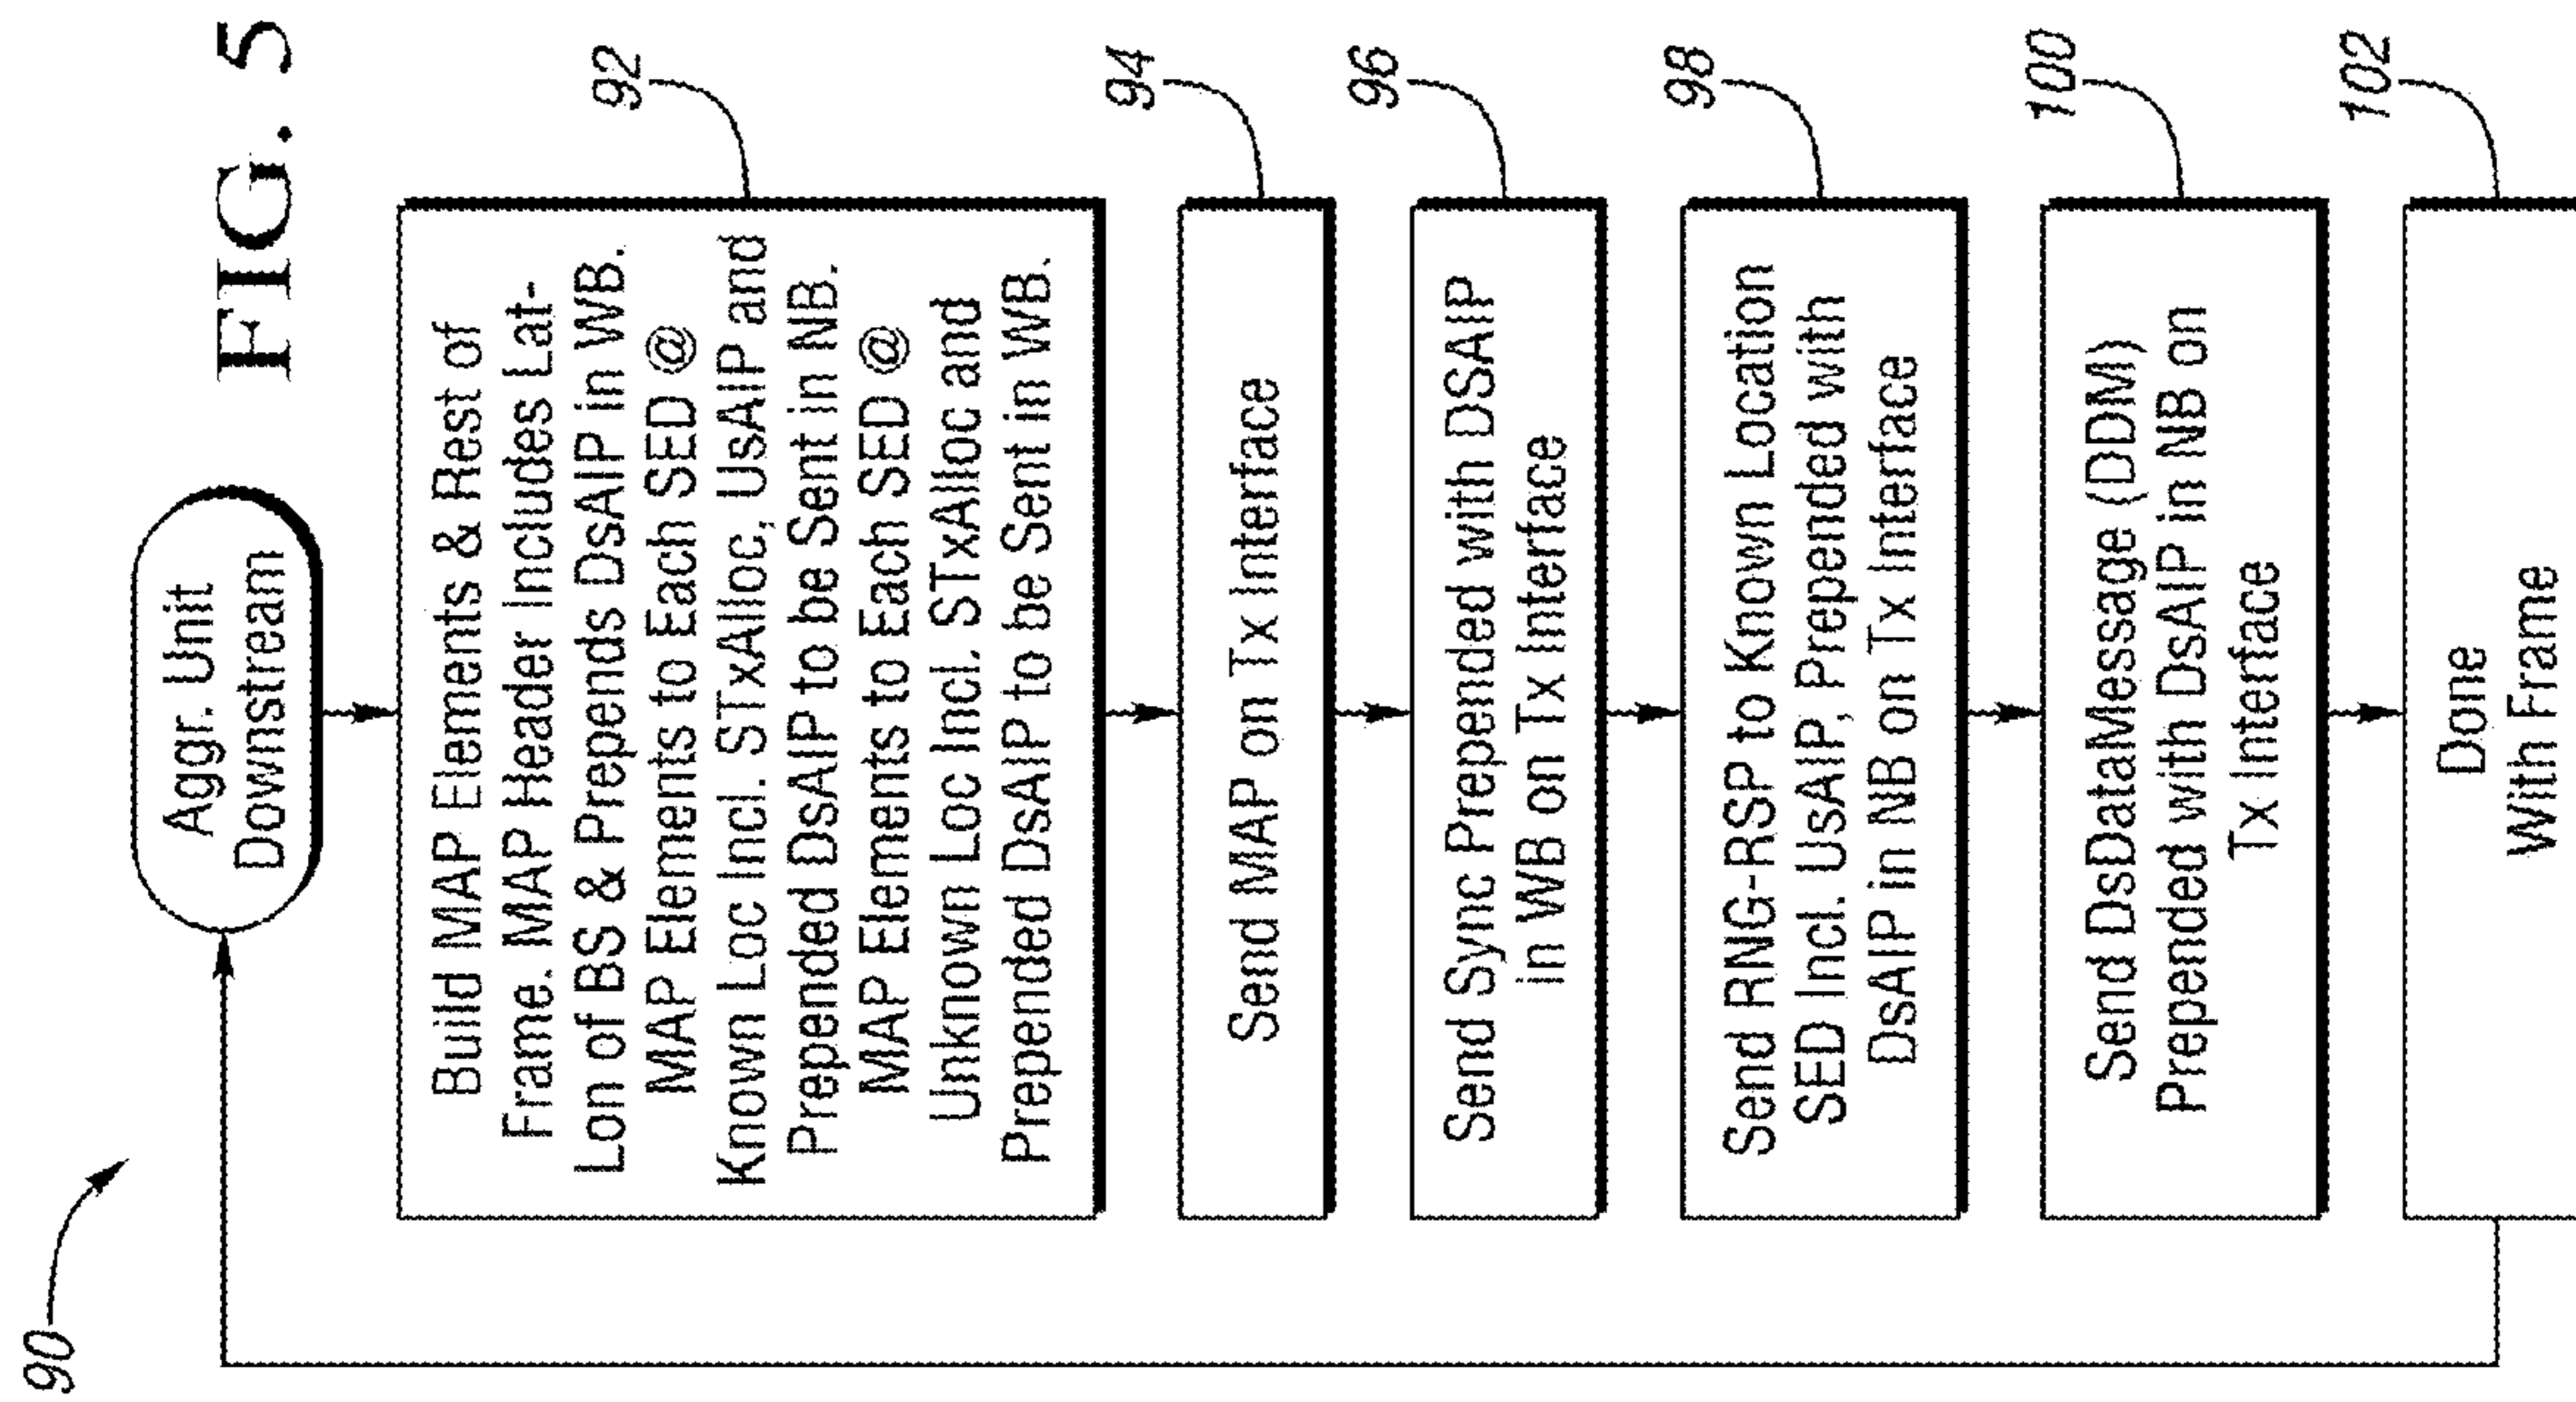 FIG. 5
90
Aggr. Unit
Downstream
92
Build MAP Elements & Rest of
Frame. MAP Header Includes Lat-
Lon of BS & Prepends DsAIP in WB.
MAP Elements to Each SED @
Known Loc Incl. STxAlloc, UsAIP and
Prepended DsAIP to be Sent in NB.
MAP Elements to Each SED @
Unknown Loc Incl. STxAlloc and
Prepended DsAIP to be Sent in WB.
94
Send MAP on Tx Interface
96
Send Sync Prepended with DSAIP
in WB on Tx Interface
98
Send RNG-RSP to Known Location
SED Incl. UsAIP, Prepended with
DsAIP in NB on Tx Interface
100
Send DsDataMessage (DDM)
Prepended with DsAIP in NB on
Tx Interface
102
Done
With Frame